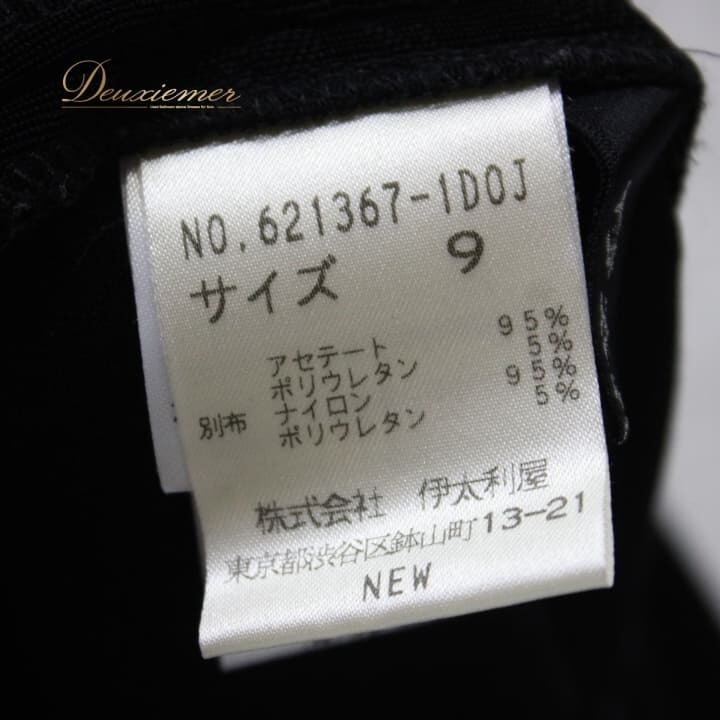 Deuxiemer
NO.621367-1D0J
サイズ 9
アセテート 95%
ポリウレタン 5%
別布 ナイロン 95%
ポリウレタン 5%
株式会社 伊太利屋
東京都渋谷区鉢山町13-21
NEW